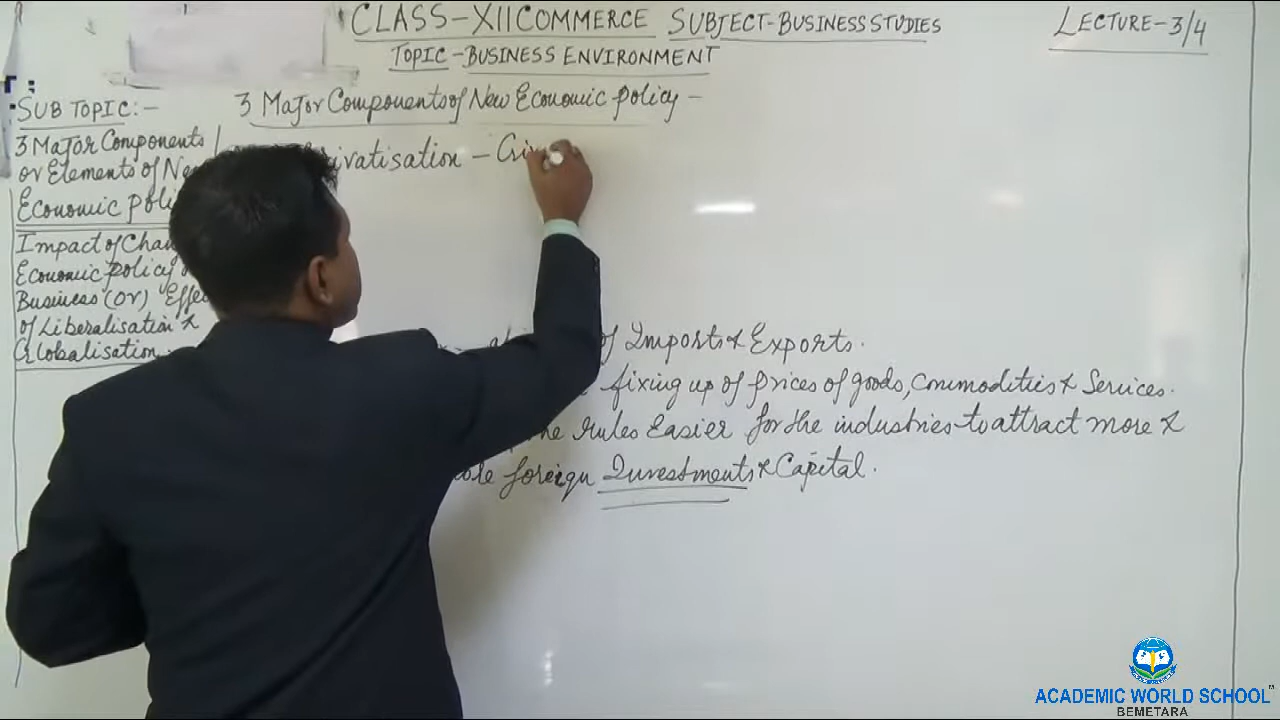 CLASS-XII COMMERCE SUBJECT-BUSINESS STUDIES
LECTURE-3/4
TOPIC-BUSINESS ENVIRONMENT
SUB TOPIC:-
3 Major Components
or Elements of New
Economic poli
Impact of Chan
Economic policy
Business (Or) Effe
of Liberalisation &
Globalisation.
3 Major Components of New Economic policy -
rivatisation - Giv
of Imports & Exports.
fixing up of prices of goods, Commodities & Services.
the rules Easier for the industries to attract more &
foreign Investments & Capital.
ACADEMIC WORLD SCHOOL™
BEMETARA